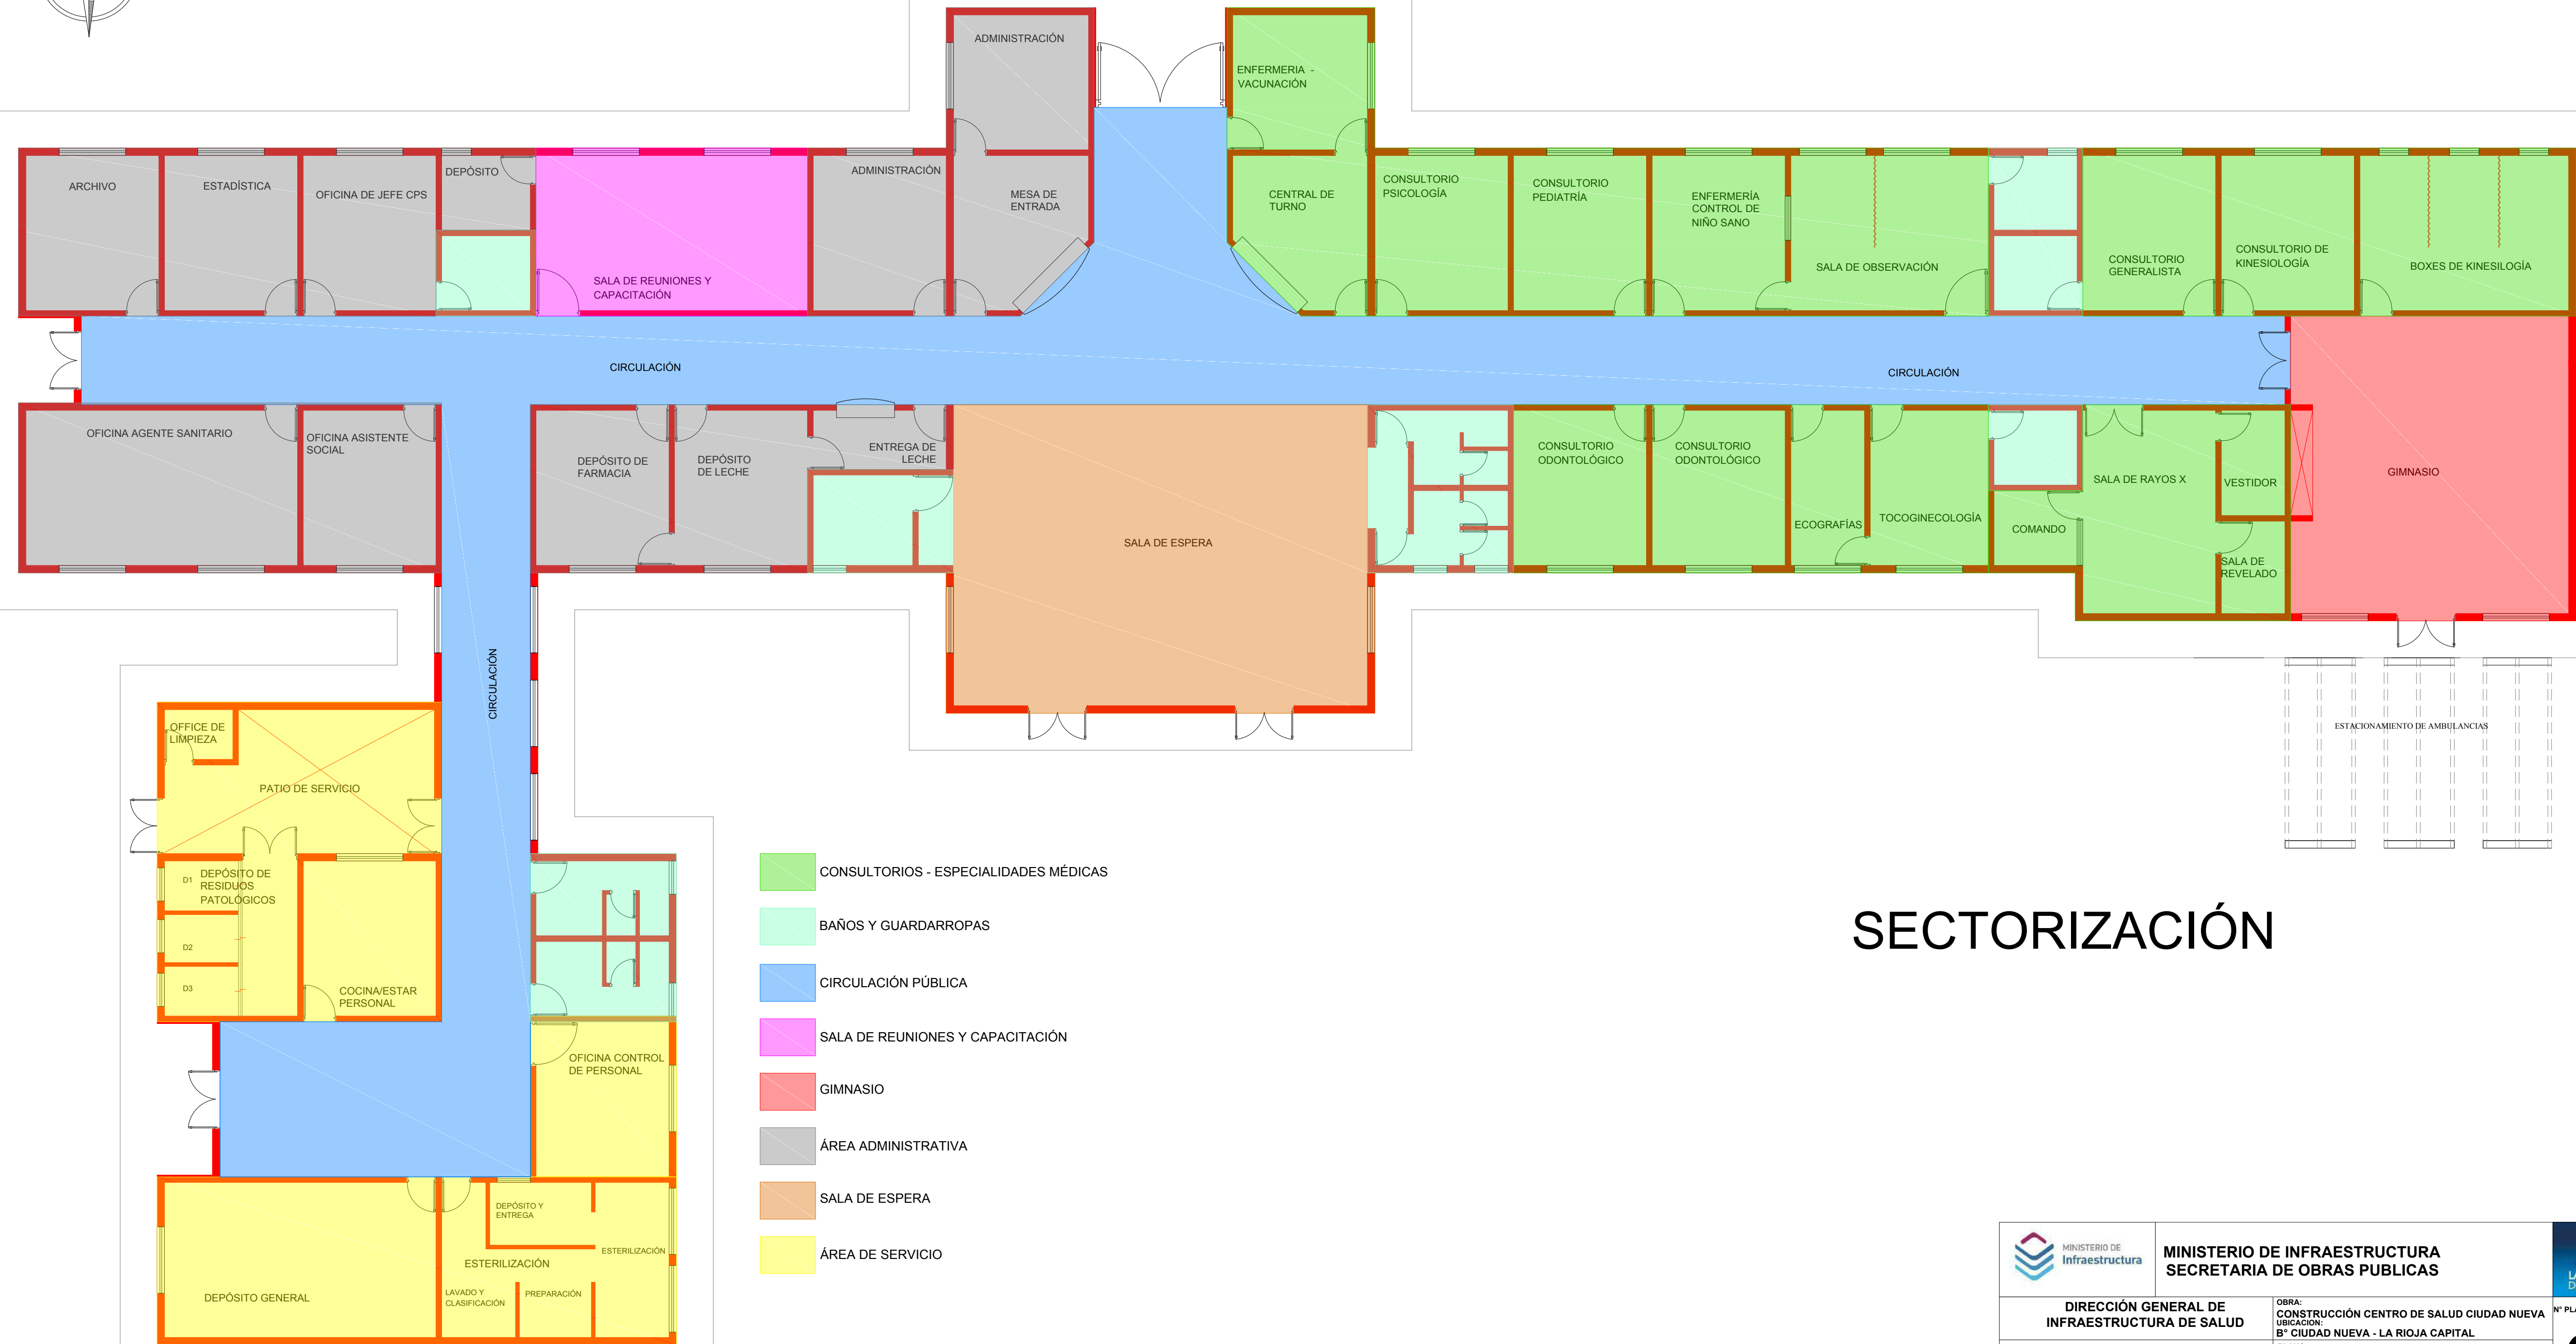 ADMINISTRACIÓN
ENFERMERIA -
VACUNACIÓN
ARCHIVO
ESTADÍSTICA
OFICINA DE JEFE CPS
DEPÓSITO
SALA DE REUNIONES Y
CAPACITACIÓN
ADMINISTRACIÓN
MESA DE
ENTRADA
CENTRAL DE
TURNO
CONSULTORIO
PSICOLOGÍA
CONSULTORIO
PEDIATRÍA
ENFERMERÍA
CONTROL DE
NIÑO SANO
SALA DE OBSERVACIÓN
CONSULTORIO
GENERALISTA
CONSULTORIO DE
KINESIOLOGÍA
BOXES DE KINESILOGÍA
CIRCULACIÓN
CIRCULACIÓN
OFICINA AGENTE SANITARIO
OFICINA ASISTENTE
SOCIAL
DEPÓSITO DE
FARMACIA
DEPÓSITO
DE LECHE
ENTREGA DE
LECHE
SALA DE ESPERA
CONSULTORIO
ODONTOLÓGICO
CONSULTORIO
ODONTOLÓGICO
ECOGRAFÍAS
TOCOGINECOLOGÍA
COMANDO
SALA DE RAYOS X
VESTIDOR
SALA DE
REVELADO
GIMNASIO
CIRCULACIÓN
OFFICE DE
LIMPIEZA
PATIO DE SERVICIO
ESTACIONAMIENTO DE AMBULANCIAS
D1
DEPÓSITO DE
RESIDUOS
PATOLÓGICOS
D2
D3
COCINA/ESTAR
PERSONAL
OFICINA CONTROL
DE PERSONAL
DEPÓSITO Y
ENTREGA
ESTERILIZACIÓN
ESTERILIZACIÓN
LAVADO Y
CLASIFICACIÓN
PREPARACIÓN
DEPÓSITO GENERAL
CONSULTORIOS - ESPECIALIDADES MÉDICAS
BAÑOS Y GUARDARROPAS
CIRCULACIÓN PÚBLICA
SALA DE REUNIONES Y CAPACITACIÓN
GIMNASIO
ÁREA ADMINISTRATIVA
SALA DE ESPERA
ÁREA DE SERVICIO
SECTORIZACIÓN
MINISTERIO DE
Infraestructura
MINISTERIO DE INFRAESTRUCTURA
SECRETARIA DE OBRAS PUBLICAS
DIRECCIÓN GENERAL DE
INFRAESTRUCTURA DE SALUD
OBRA:
CONSTRUCCIÓN CENTRO DE SALUD CIUDAD NUEVA
UBICACION:
B° CIUDAD NUEVA - LA RIOJA CAPITAL